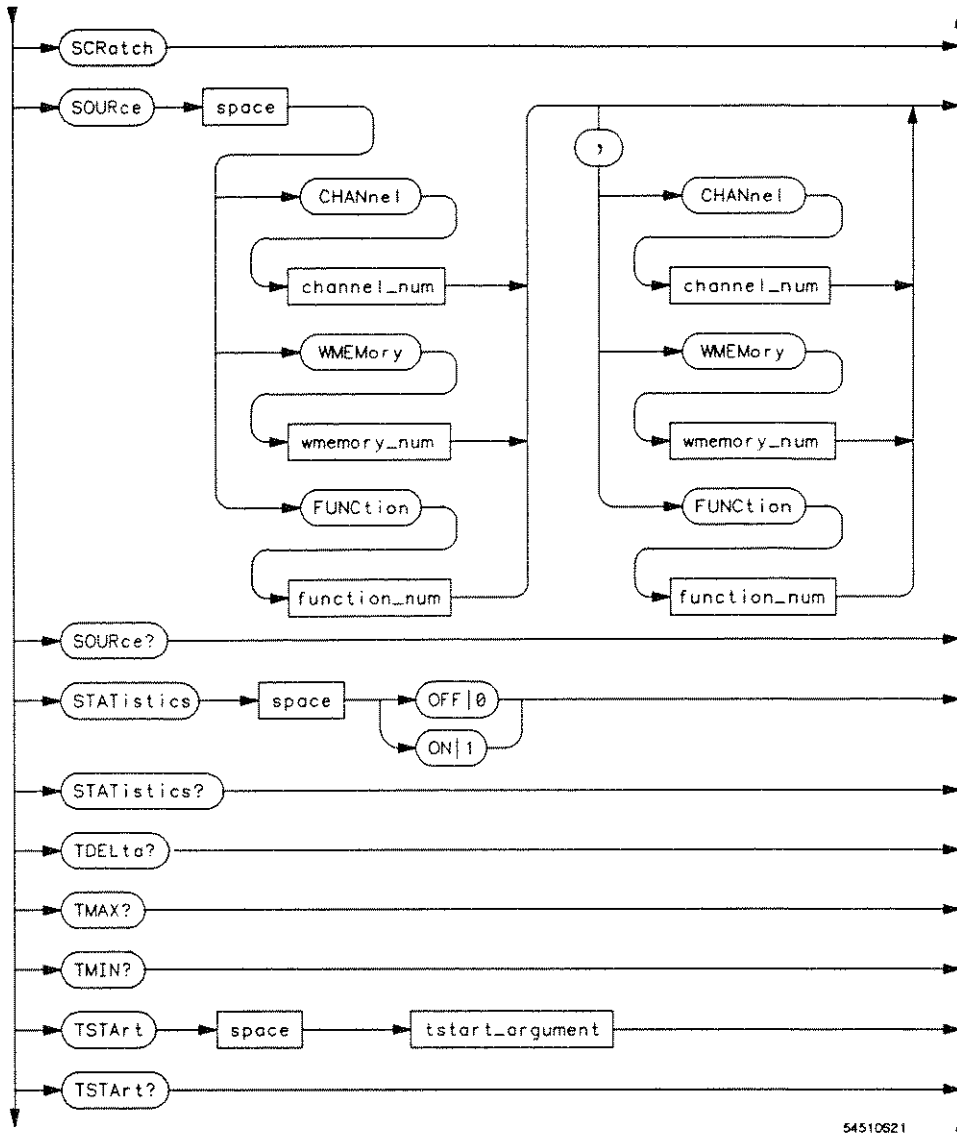 SCRatch
SOURce space
,
CHANnel CHANnel
channel_num channel_num
WMEMory WMEMory
wmemory_num wmemory_num
FUNCtion FUNCtion
function_num function_num
SOURce?
STATistics space OFF|0
ON|1
STATistics?
TDELta?
TMAX?
TMIN?
TSTArt space tstart_argument
TSTArt?
54510S21